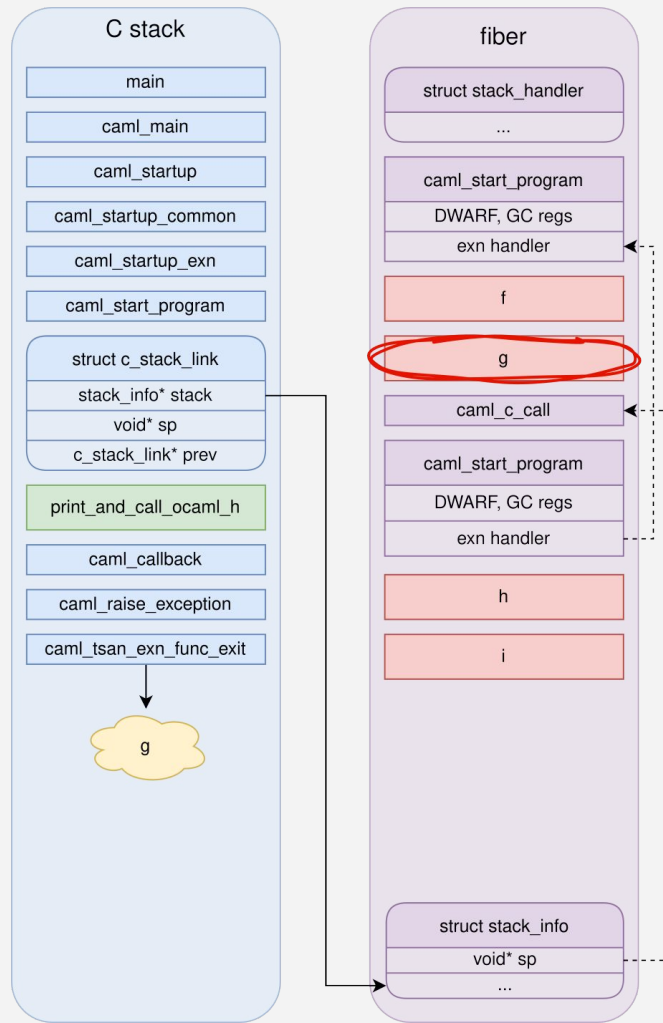 C stack
main
caml_main
caml_startup
caml_startup_common
caml_startup_exn
caml_start_program
struct c_stack_link
stack_info* stack
void* sp
c_stack_link* prev
print_and_call_ocaml_h
caml_callback
caml_raise_exception
caml_tsan_exn_func_exit
g
fiber
struct stack_handler
...
caml_start_program
DWARF, GC regs
exn handler
f
g
caml_c_call
caml_start_program
DWARF, GC regs
exn handler
h
i
struct stack_info
void* sp
...